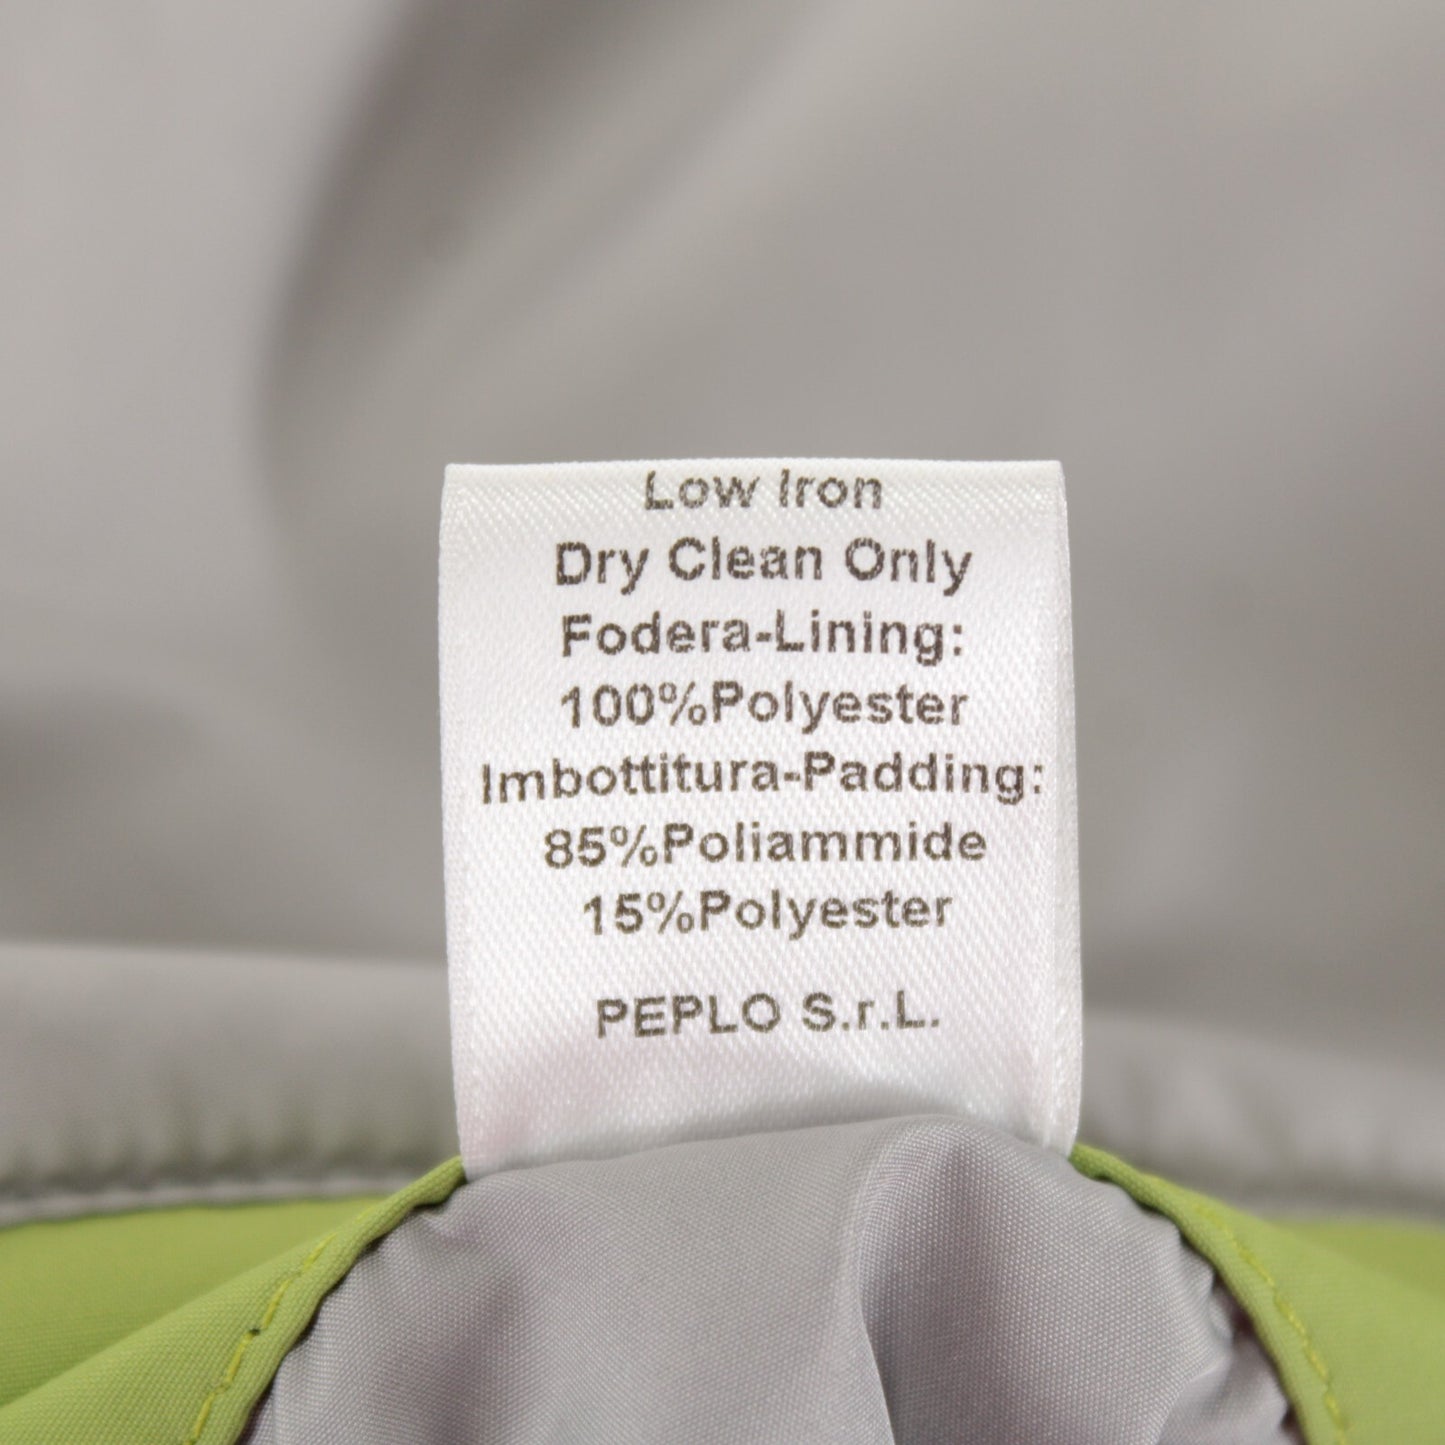 Low Iron
Dry Clean Only
Fodera-Lining:
100%Polyester
Imbottitura-Padding:
85%Poliammide
15%Polyester
PEPLO S.r.L.